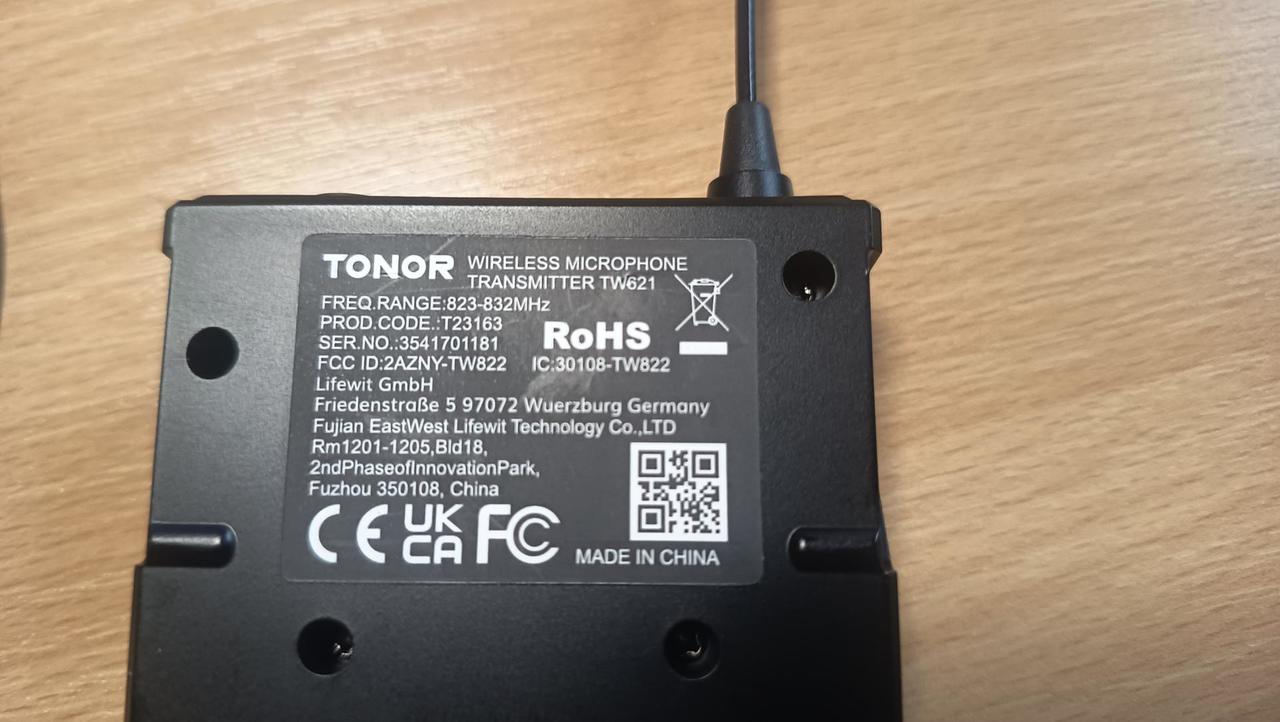 TONOR WIRELESS MICROPHONE
TRANSMITTER TW621
FREQ.RANGE:823-832MHz
PROD.CODE.:T23163
RoHS
SER.NO.:3541701181
FCC ID:2AZNY-TW822 IC:30108-TW822
Lifewit GmbH
Friedenstraße 5 97072 Wuerzburg Germany
Fujian EastWest Lifewit Technology Co.,LTD
Rm1201-1205,Bld18,
2ndPhaseofInnovationPark,
Fuzhou 350108, China
CE UK CA FC
MADE IN CHINA